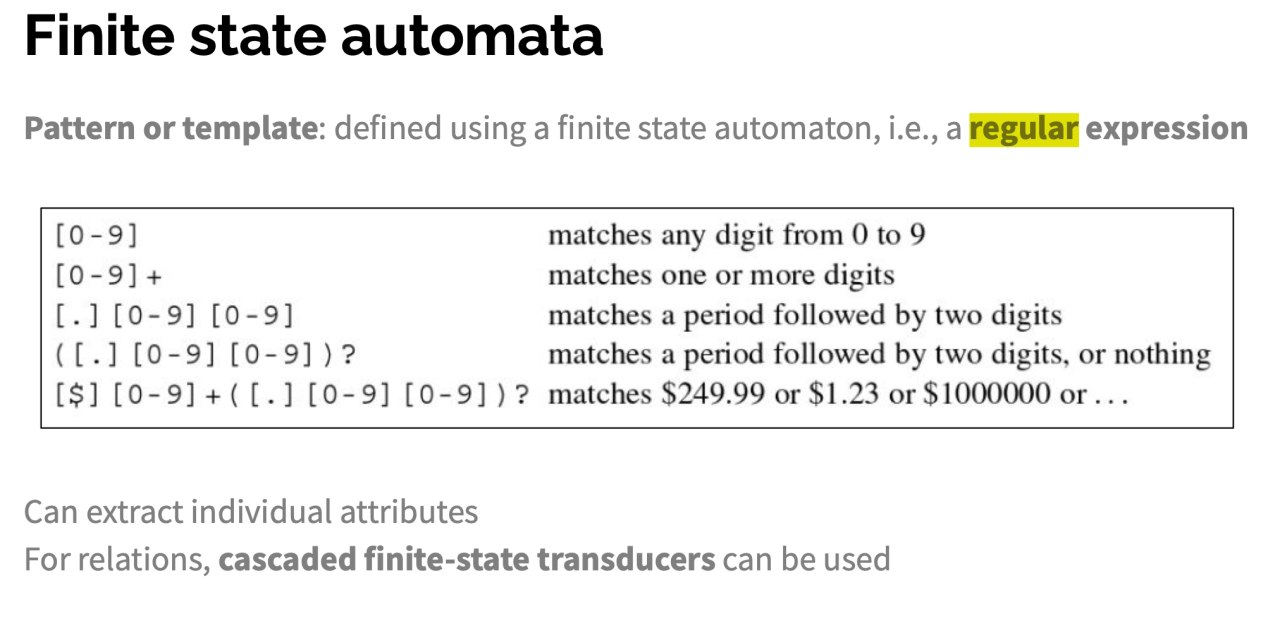 Finite state automata
Pattern or template: defined using a finite state automaton, i.e., a regular expression
[0-9] matches any digit from 0 to 9
[0-9]+ matches one or more digits
[.][0-9][0-9] matches a period followed by two digits
([.][0-9][0-9])? matches a period followed by two digits, or nothing
[$][0-9]+([.][0-9][0-9])? matches $249.99 or $1.23 or $1000000 or ...
Can extract individual attributes
For relations, cascaded finite-state transducers can be used